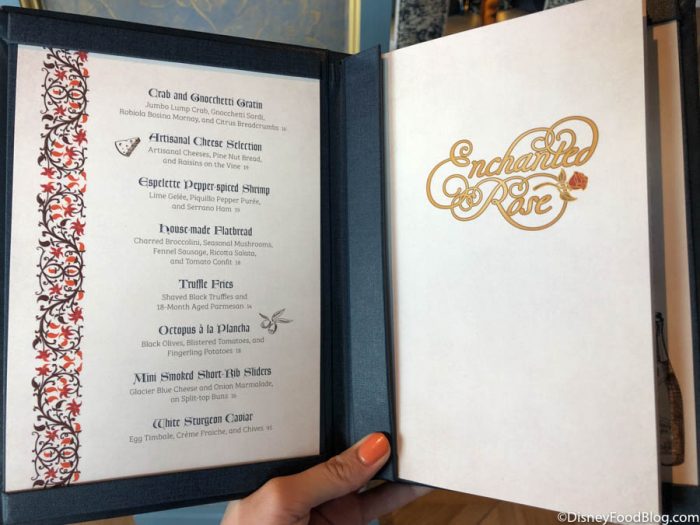 Crab and Gnocchetti Gratin
Jumbo Lump Crab, Gnocchetti Sardi,
Robiola Bosina Mornay, and Citrus Breadcrumbs 16
Artisanal Cheese Selection
Artisanal Cheeses, Pine Nut Bread,
and Raisins on the Vine 19
Espelette Pepper-spiced Shrimp
Lime Gelée, Piquillo Pepper Purée,
and Serrano Ham 19
House-made Flatbread
Charred Broccolini, Seasonal Mushrooms,
Fennel Sausage, Ricotta Salata,
and Tomato Confit 18
Truffle Fries
Shaved Black Truffles and
18-Month Aged Parmesan 14
Octopus à la Plancha
Black Olives, Blistered Tomatoes, and
Fingerling Potatoes 18
Mini Smoked Short-Rib Sliders
Glacier Blue Cheese and Onion Marmalade,
on Split-top Buns 16
White Sturgeon Caviar
Egg Timbale, Crème Fraiche, and Chives 95
Enchanted
Rose
©DisneyFoodBlog.com